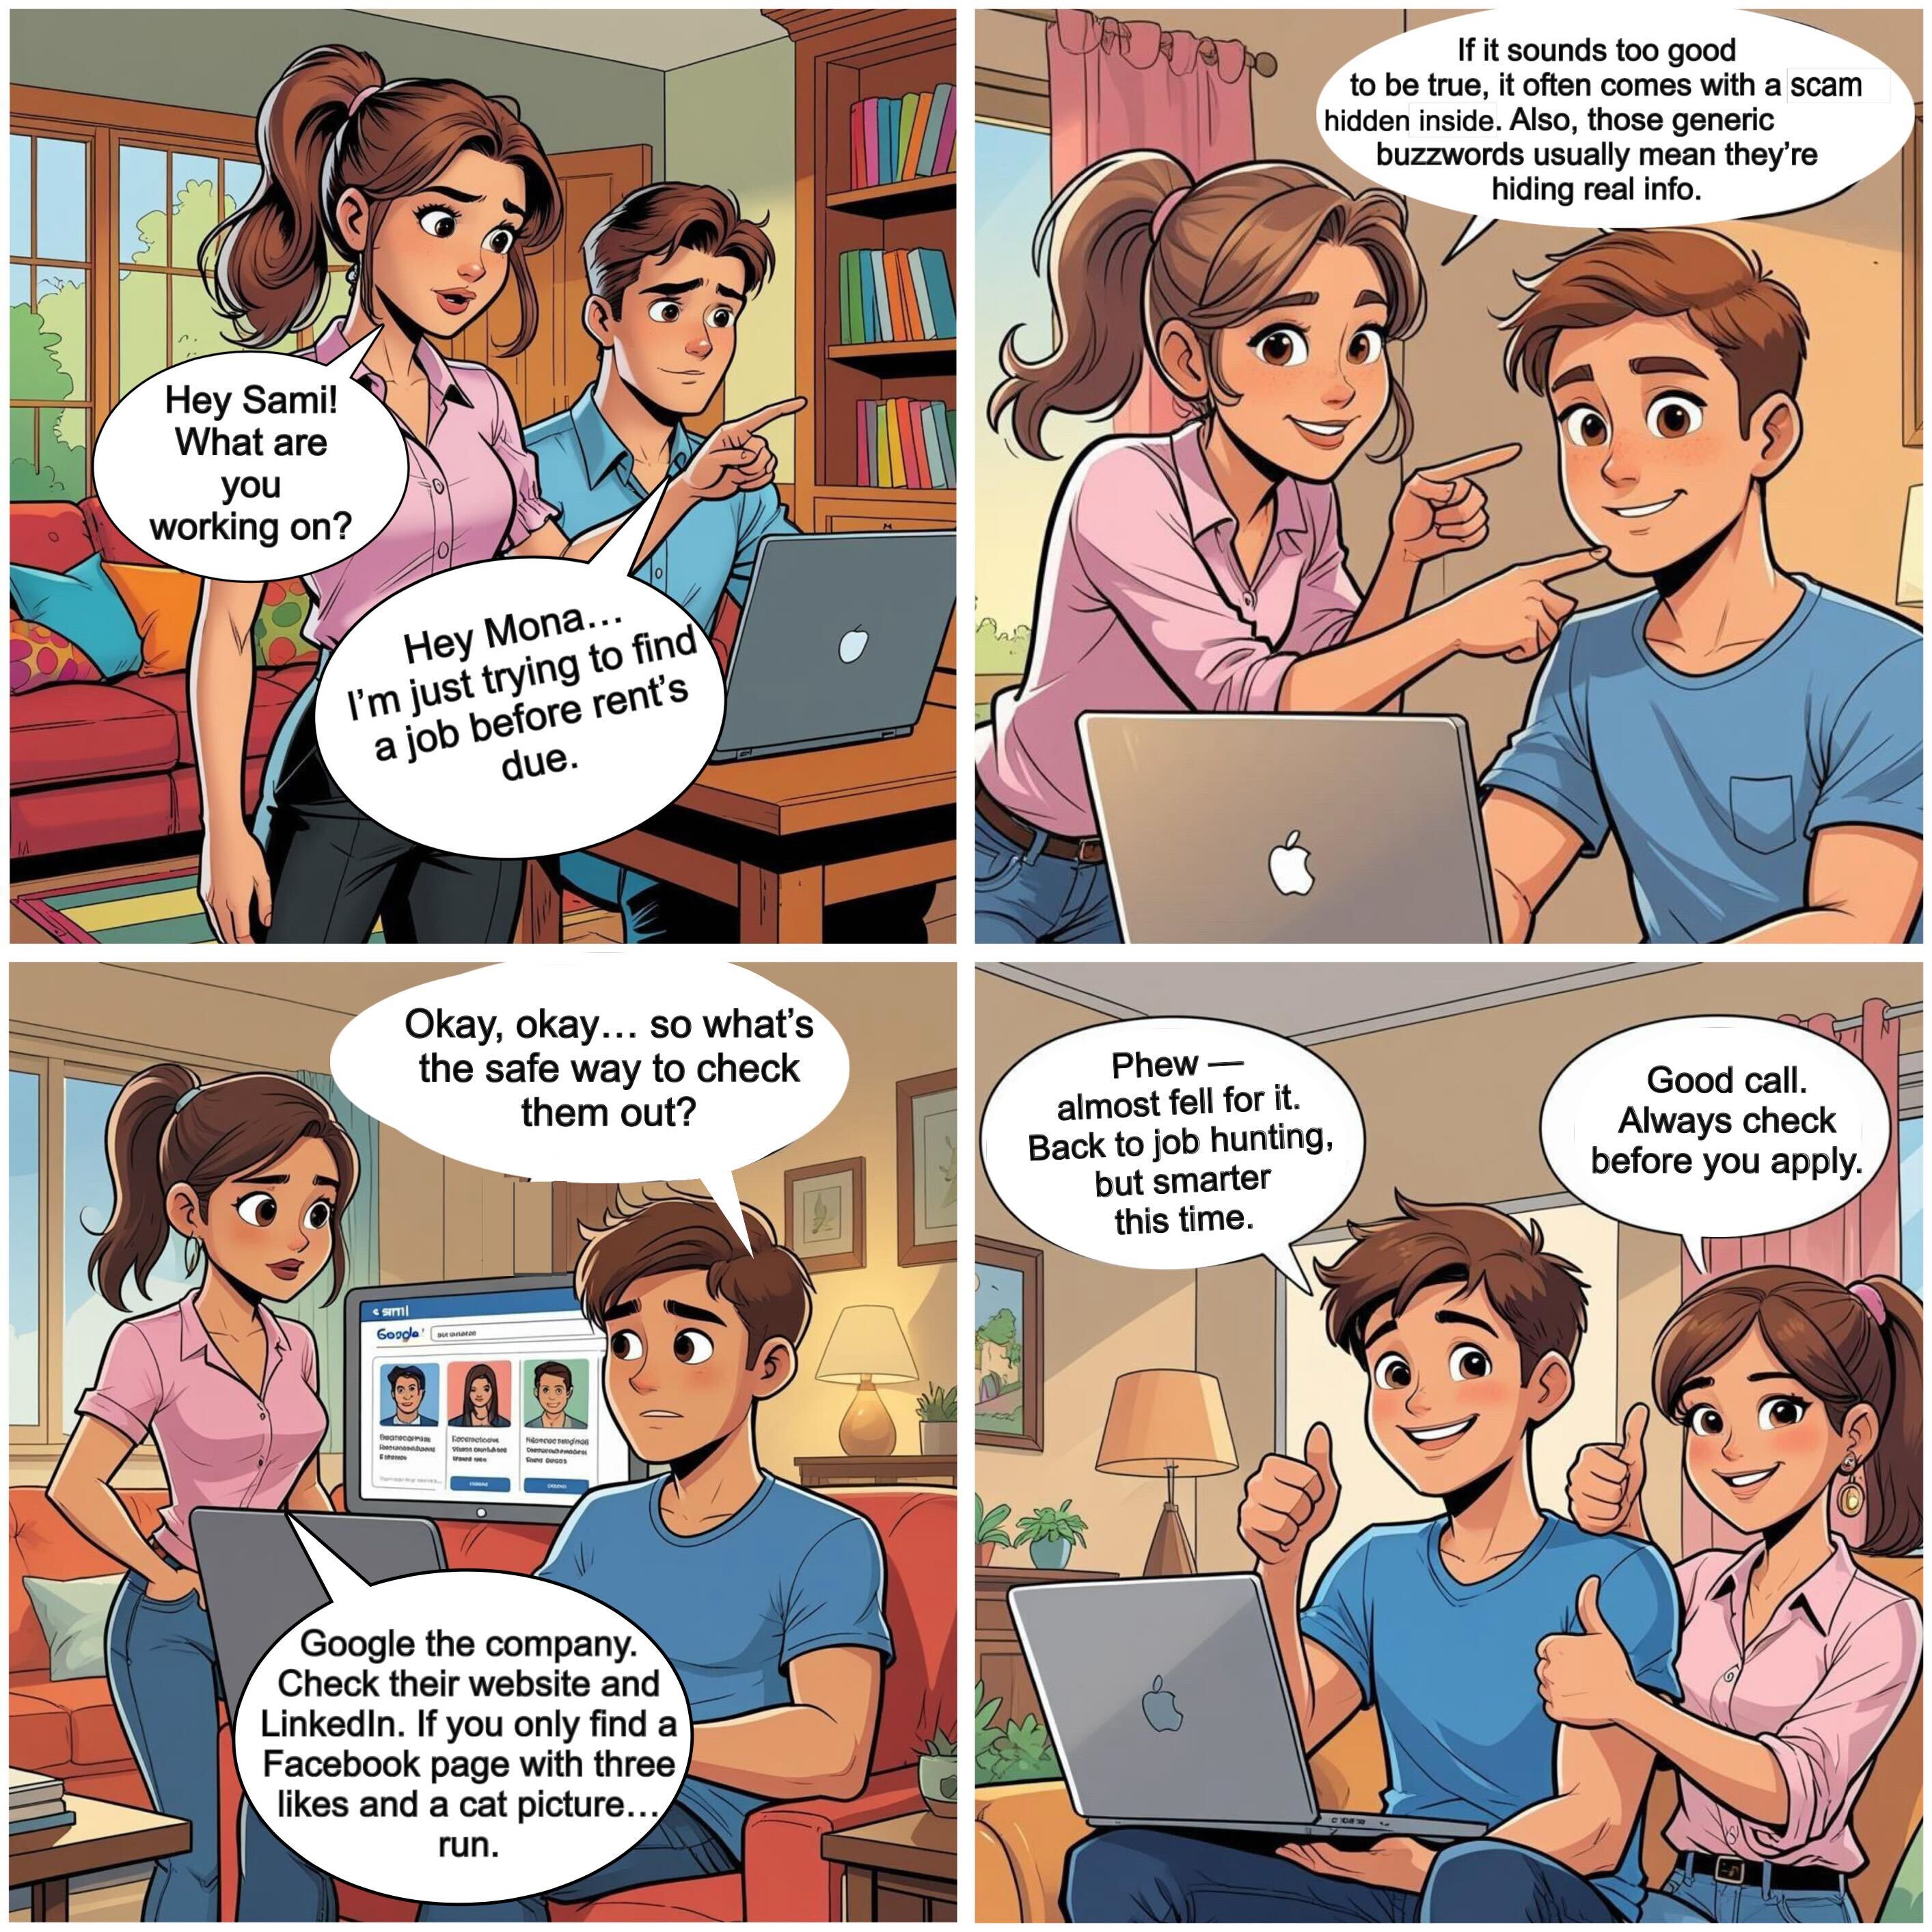 Hey Sami!
What are
you
working on?
Hey Mona...
I'm just trying to find
a job before rent's
due.
If it sounds too good
to be true, it often comes with a scam
hidden inside. Also, those generic
buzzwords usually mean they're
hiding real info.
Okay, okay... so what's
the safe way to check
them out?
Google the company.
Check their website and
LinkedIn. If you only find a
Facebook page with three
likes and a cat picture...
run.
Phew —
almost fell for it.
Back to job hunting,
but smarter
this time.
Good call.
Always check
before you apply.